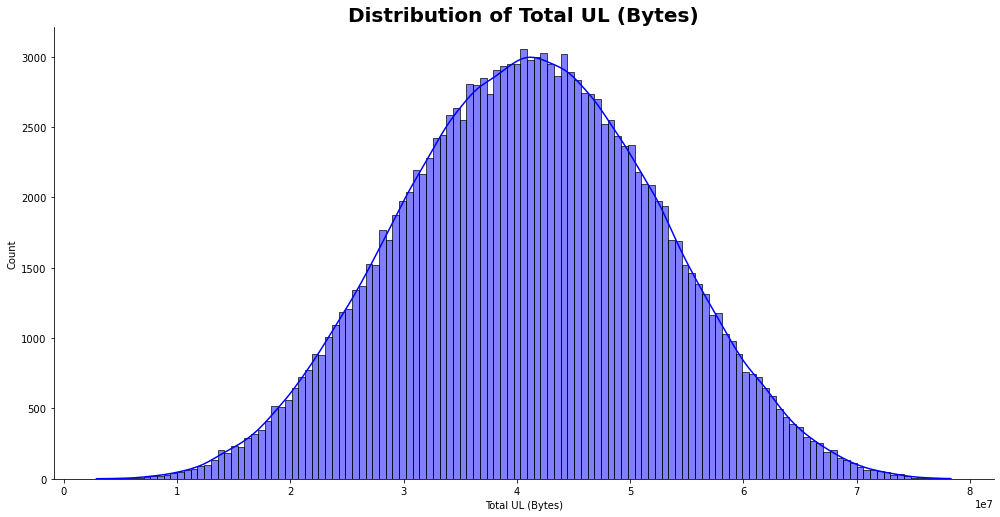 Distribution of Total UL (Bytes)
3000
2500
2000
1500
1000
500
0
Count
0 1 2 3 4 5 6 7 8
1e7
Total UL (Bytes)